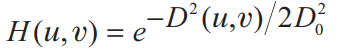 H(u,v) = e^{-D^2(u,v)/2D_0^2}